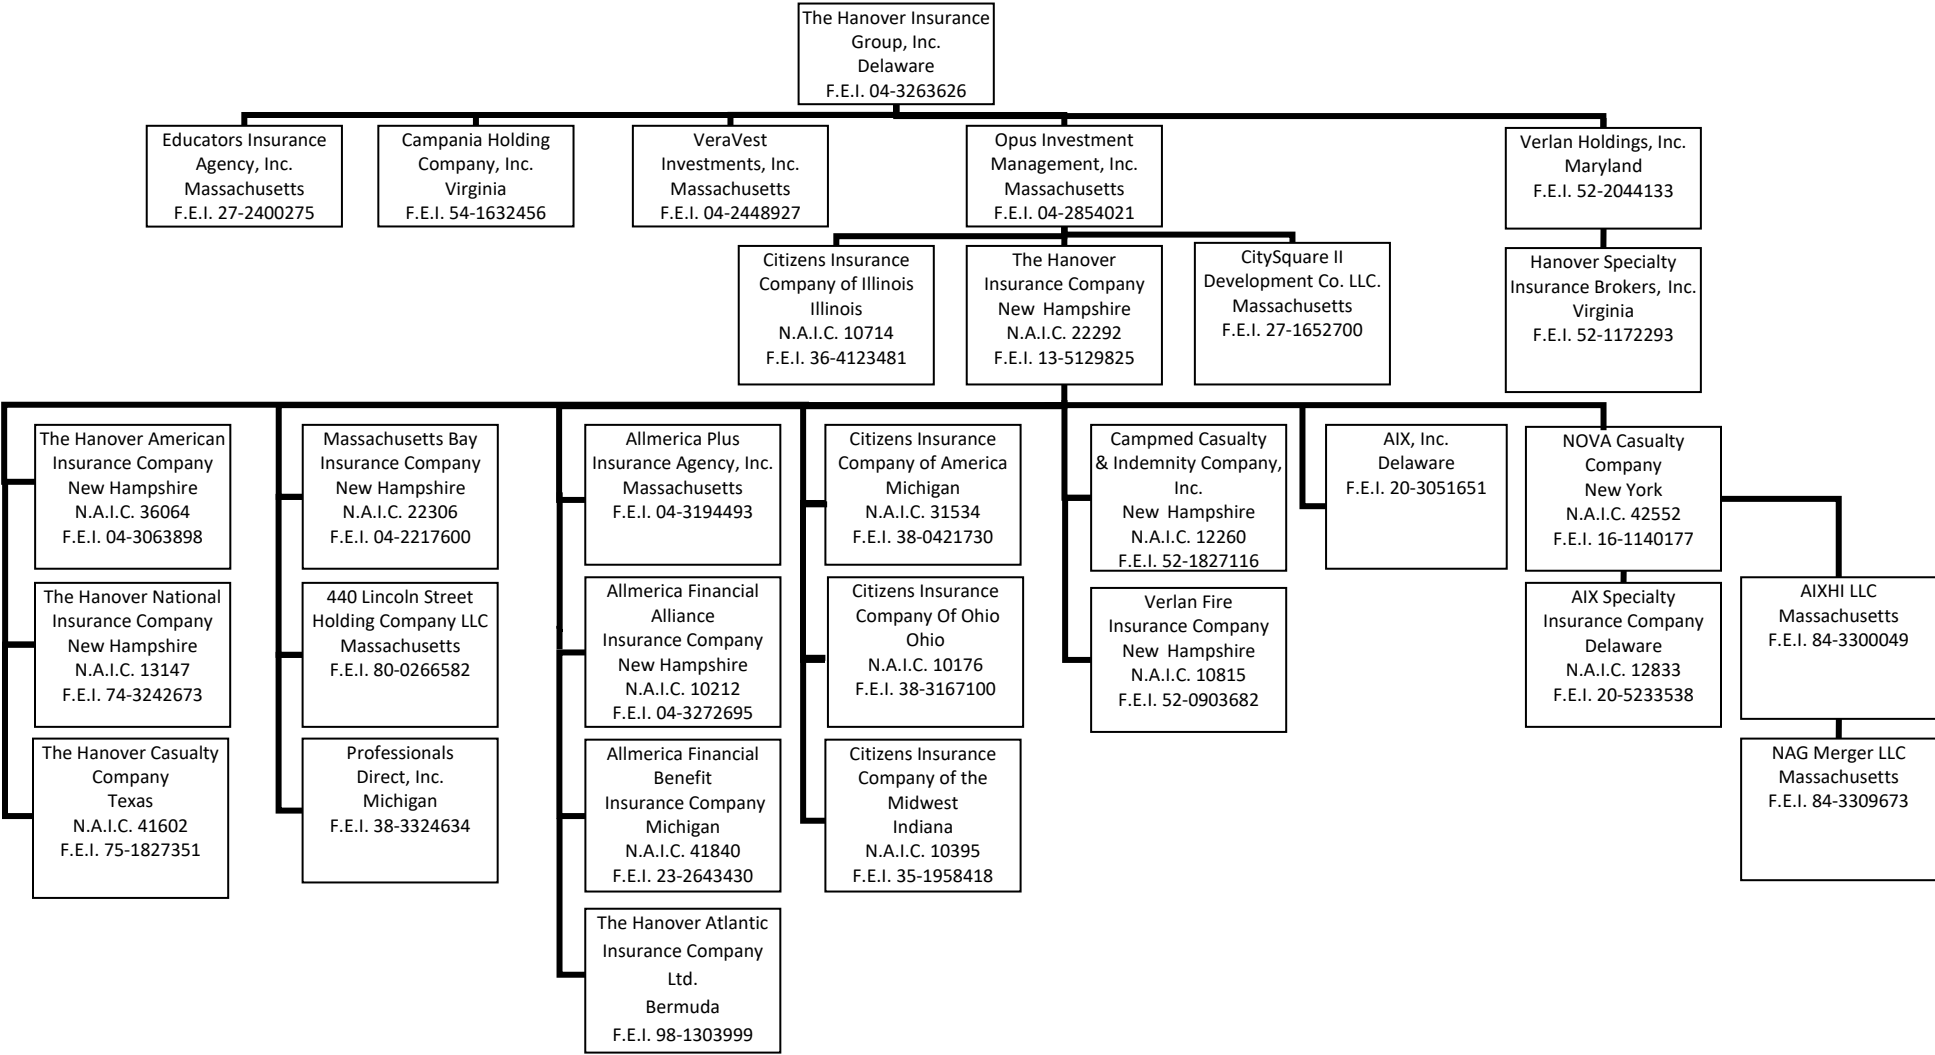 The Hanover Insurance
Group, Inc.
Delaware
F.E.I. 04-3263626
Educators Insurance
Agency, Inc.
Massachusetts
F.E.I. 27-2400275
Campania Holding
Company, Inc.
Virginia
F.E.I. 54-1632456
VeraVest
Investments, Inc.
Massachusetts
F.E.I. 04-2448927
Opus Investment
Management, Inc.
Massachusetts
F.E.I. 04-2854021
Verlan Holdings, Inc.
Maryland
F.E.I. 52-2044133
Citizens Insurance
Company of Illinois
Illinois
N.A.I.C. 10714
F.E.I. 36-4123481
The Hanover
Insurance Company
New Hampshire
N.A.I.C. 22292
F.E.I. 13-5129825
CitySquare II
Development Co. LLC.
Massachusetts
F.E.I. 27-1652700
Hanover Specialty
Insurance Brokers, Inc.
Virginia
F.E.I. 52-1172293
The Hanover American
Insurance Company
New Hampshire
N.A.I.C. 36064
F.E.I. 04-3063898
Massachusetts Bay
Insurance Company
New Hampshire
N.A.I.C. 22306
F.E.I. 04-2217600
Allmerica Plus
Insurance Agency, Inc.
Massachusetts
F.E.I. 04-3194493
Citizens Insurance
Company of America
Michigan
N.A.I.C. 31534
F.E.I. 38-0421730
Campmed Casualty
& Indemnity Company,
Inc.
New Hampshire
N.A.I.C. 12260
F.E.I. 52-1827116
AIX, Inc.
Delaware
F.E.I. 20-3051651
NOVA Casualty
Company
New York
N.A.I.C. 42552
F.E.I. 16-1140177
The Hanover National
Insurance Company
New Hampshire
N.A.I.C. 13147
F.E.I. 74-3242673
440 Lincoln Street
Holding Company LLC
Massachusetts
F.E.I. 80-0266582
Allmerica Financial
Alliance
Insurance Company
New Hampshire
N.A.I.C. 10212
F.E.I. 04-3272695
Citizens Insurance
Company Of Ohio
Ohio
N.A.I.C. 10176
F.E.I. 38-3167100
Verlan Fire
Insurance Company
New Hampshire
N.A.I.C. 10815
F.E.I. 52-0903682
AIX Specialty
Insurance Company
Delaware
N.A.I.C. 12833
F.E.I. 20-5233538
AIXHI LLC
Massachusetts
F.E.I. 84-3300049
The Hanover Casualty
Company
Texas
N.A.I.C. 41602
F.E.I. 75-1827351
Professionals
Direct, Inc.
Michigan
F.E.I. 38-3324634
Allmerica Financial
Benefit
Insurance Company
Michigan
N.A.I.C. 41840
F.E.I. 23-2643430
Citizens Insurance
Company of the
Midwest
Indiana
N.A.I.C. 10395
F.E.I. 35-1958418
NAG Merger LLC
Massachusetts
F.E.I. 84-3309673
The Hanover Atlantic
Insurance Company
Ltd.
Bermuda
F.E.I. 98-1303999